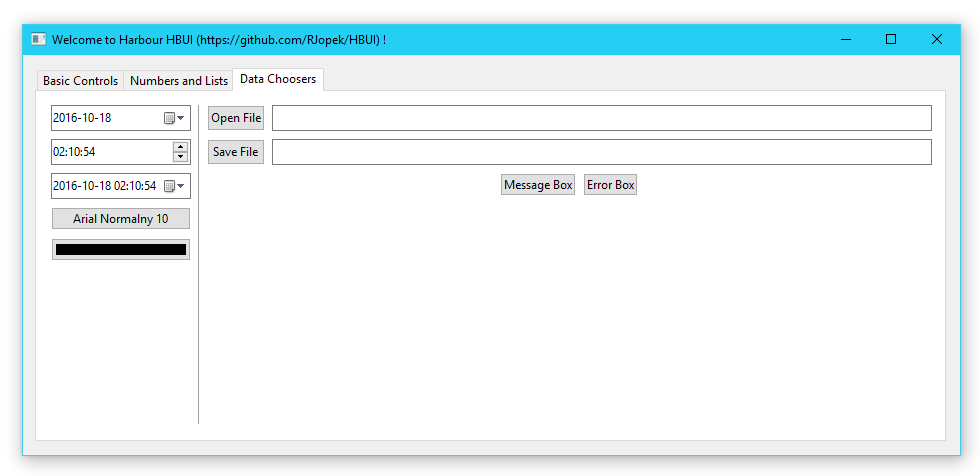 Welcome to Harbour HBUI (https://github.com/RJopek/HBUI) !
Basic Controls Numbers and Lists Data Choosers
2016-10-18 Open File
02:10:54 Save File
2016-10-18 02:10:54 Message Box Error Box
Arial Normalny 10